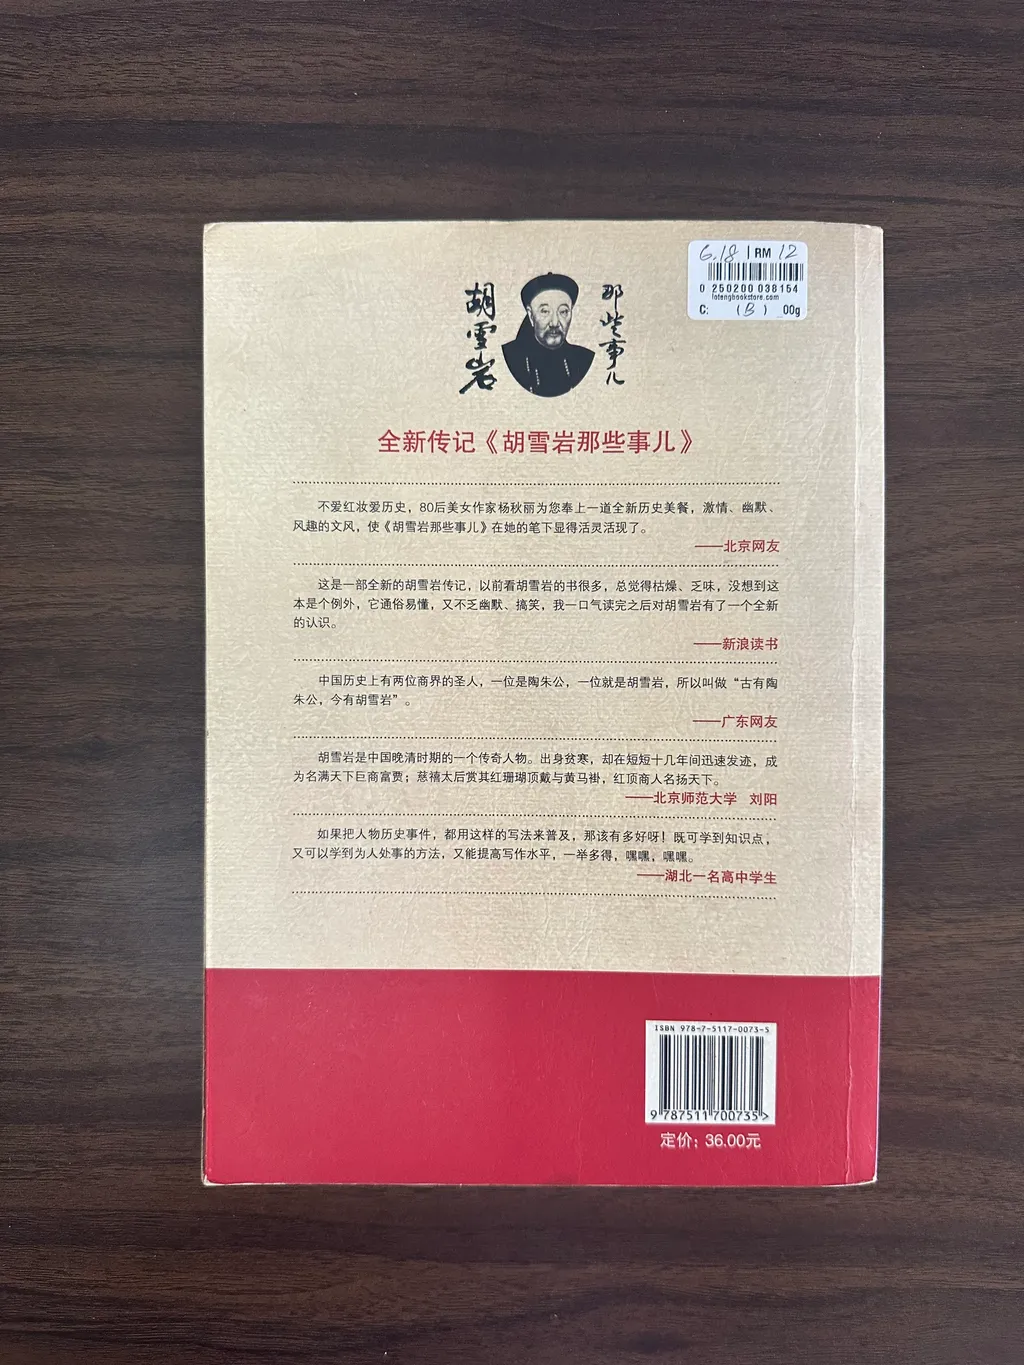 6.18 | RM 12
0 250200 038154
fotengbookstore.com
C: (B) .00g
胡雪岩
那些事儿
全新传记《胡雪岩那些事儿》
不爱红妆爱历史，80后美女作家杨秋丽为您奉上一道全新历史美餐，激情、幽默、
风趣的文风，使《胡雪岩那些事儿》在她的笔下显得活灵活现了。
——北京网友
这是一部全新的胡雪岩传记，以前看胡雪岩的书很多，总觉得枯燥、乏味，没想到这
本是个例外，它通俗易懂，又不乏幽默、搞笑，我一口气读完之后对胡雪岩有了一个全新
的认识。
——新浪读书
中国历史上有两位商界的圣人，一位是陶朱公，一位就是胡雪岩，所以叫做“古有陶
朱公，今有胡雪岩”。
——广东网友
胡雪岩是中国晚清时期的一个传奇人物。出身贫寒，却在短短十几年间迅速发迹，成
为名满天下巨商富贾；慈禧太后赏其红珊瑚顶戴与黄马褂，红顶商人名扬天下。
——北京师范大学 刘阳
如果把人物历史事件，都用这样的写法来普及，那该有多好呀！既可学到知识点，
又可以学到为人处事的方法，又能提高写作水平，一举多得，嘿嘿，嘿嘿。
——湖北一名高中学生
ISBN 978-7-5117-0073-5
9 787511 700735 >
定价：36.00元